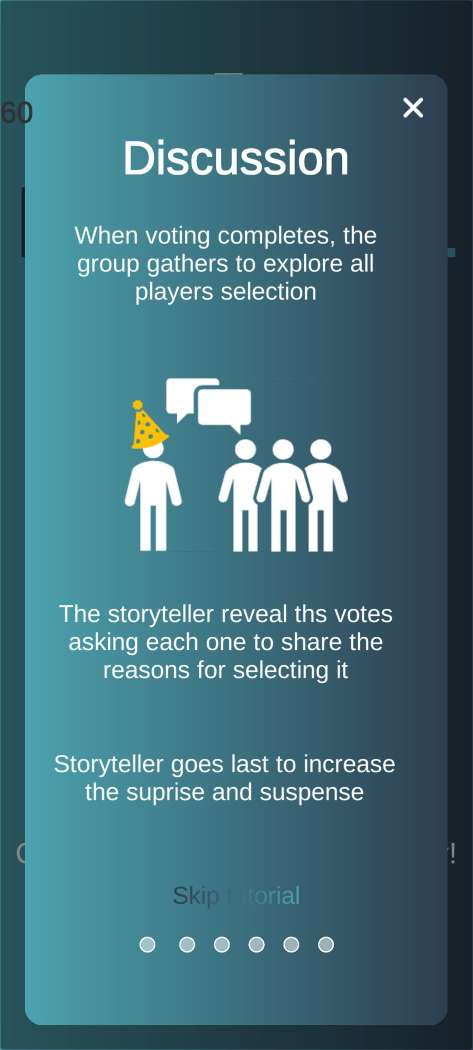 60
Discussion
When voting completes, the
group gathers to explore all
players selection
The storyteller reveal ths votes
asking each one to share the
reasons for selecting it
Storyteller goes last to increase
the suprise and suspense
Skip tutorial